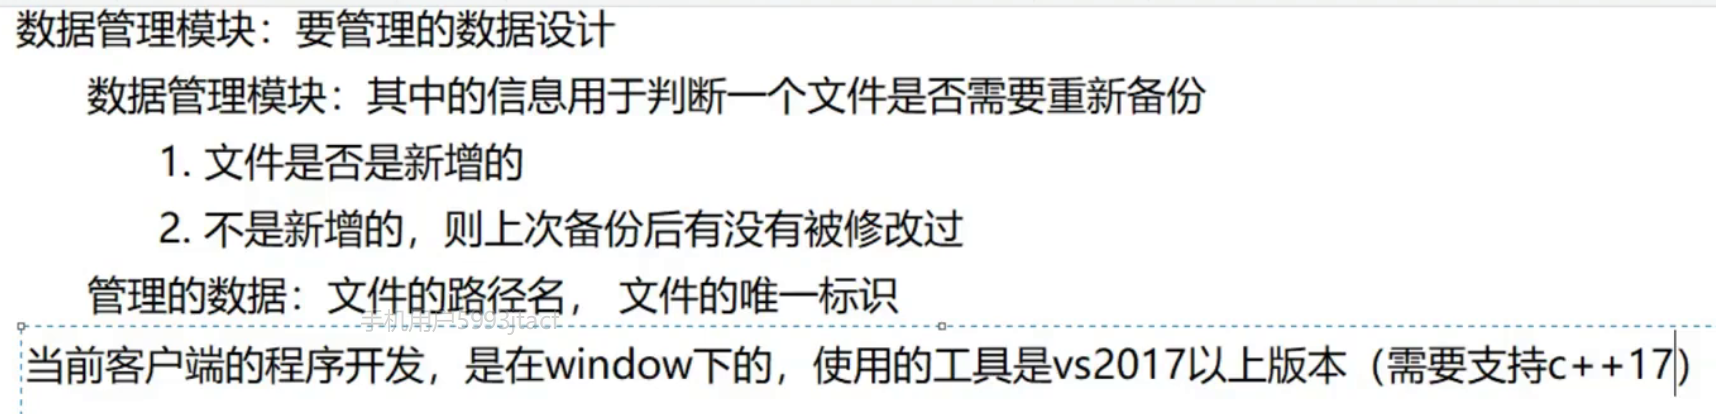 数据管理模块：要管理的数据设计
数据管理模块：其中的信息用于判断一个文件是否需要重新备份
1. 文件是否是新增的
2. 不是新增的，则上次备份后有没有被修改过
管理的数据：文件的路径名， 文件的唯一标识
手机用户5993jtacf
当前客户端的程序开发，是在window下的，使用的工具是vs2017以上版本（需要支持c++17）